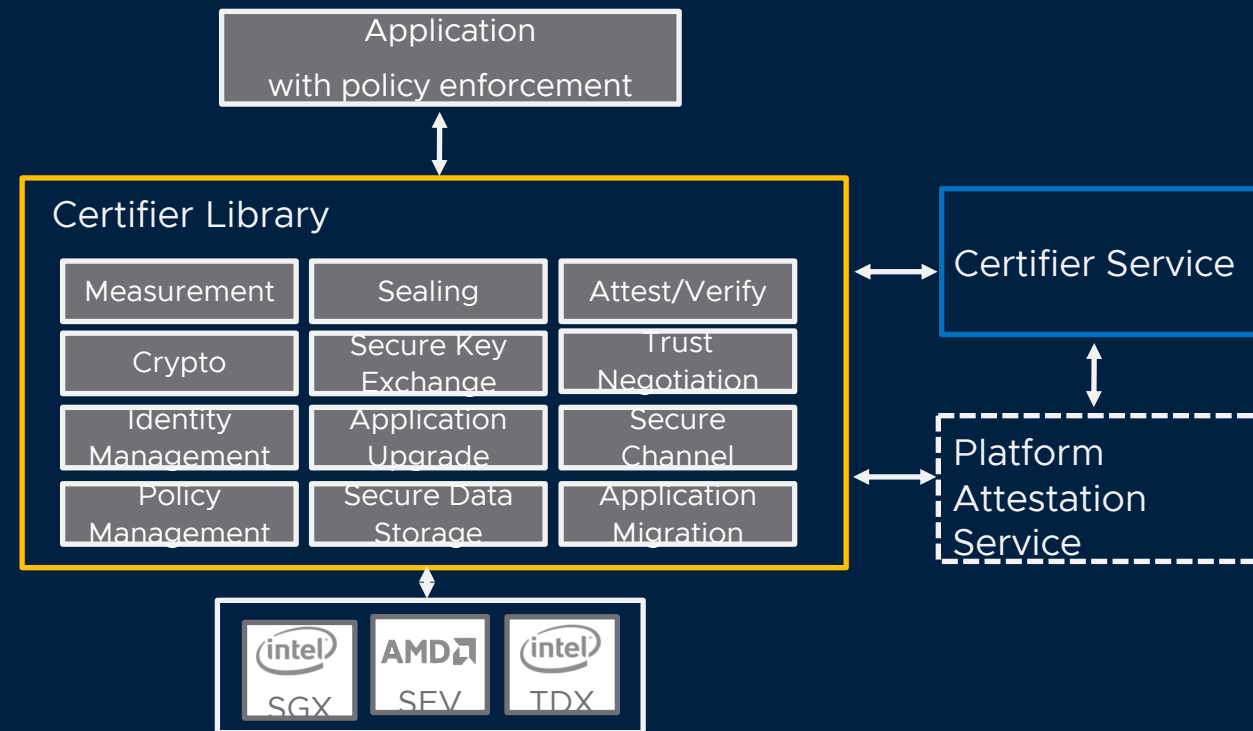 Application
with policy enforcement
Certifier Library
Measurement
Sealing
Attest/Verify
Crypto
Secure Key
Exchange
Trust
Negotiation
Identity
Management
Application
Upgrade
Secure
Channel
Policy
Management
Secure Data
Storage
Application
Migration
Certifier Service
Platform
Attestation
Service
intel
SGX
AMD
SEV
intel
TDX